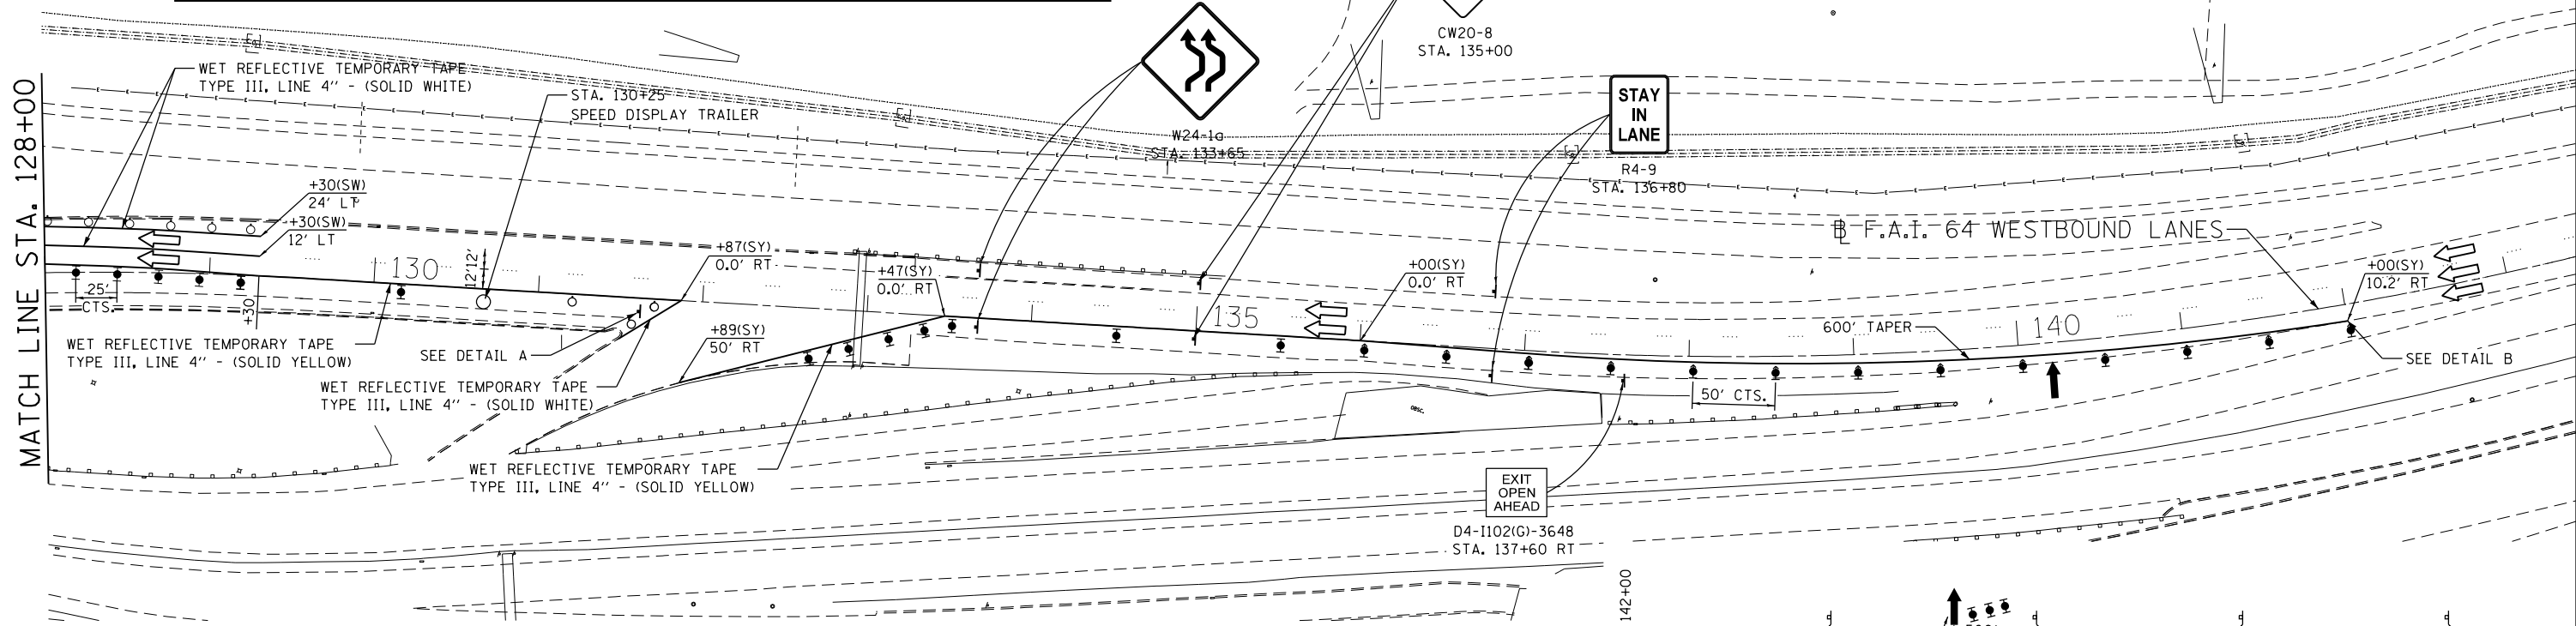 MATCH LINE STA. 128+00
WET REFLECTIVE TEMPORARY TAPE
TYPE III, LINE 4'' - (SOLID WHITE)
STA. 130+25
SPEED DISPLAY TRAILER
W24-1a
STA. 133+65
CW20-8
STA. 135+00
STAY
IN
LANE
R4-9
STA. 136+80
+30(SW)
24' LT
+30(SW)
12' LT
130
12'
12'
+87(SY)
0.0' RT
+47(SY)
0.0' RT
135
+00(SY)
0.0' RT
B F.A.I. 64 WESTBOUND LANES
+00(SY)
10.2' RT
25'
CTS.
+30
600' TAPER
140
SEE DETAIL B
+89(SY)
50' RT
WET REFLECTIVE TEMPORARY TAPE
TYPE III, LINE 4'' - (SOLID YELLOW)
SEE DETAIL A
WET REFLECTIVE TEMPORARY TAPE
TYPE III, LINE 4'' - (SOLID WHITE)
50' CTS.
WET REFLECTIVE TEMPORARY TAPE
TYPE III, LINE 4'' - (SOLID YELLOW)
EXIT
OPEN
AHEAD
D4-I102(G)-3648
STA. 137+60 RT
142+00